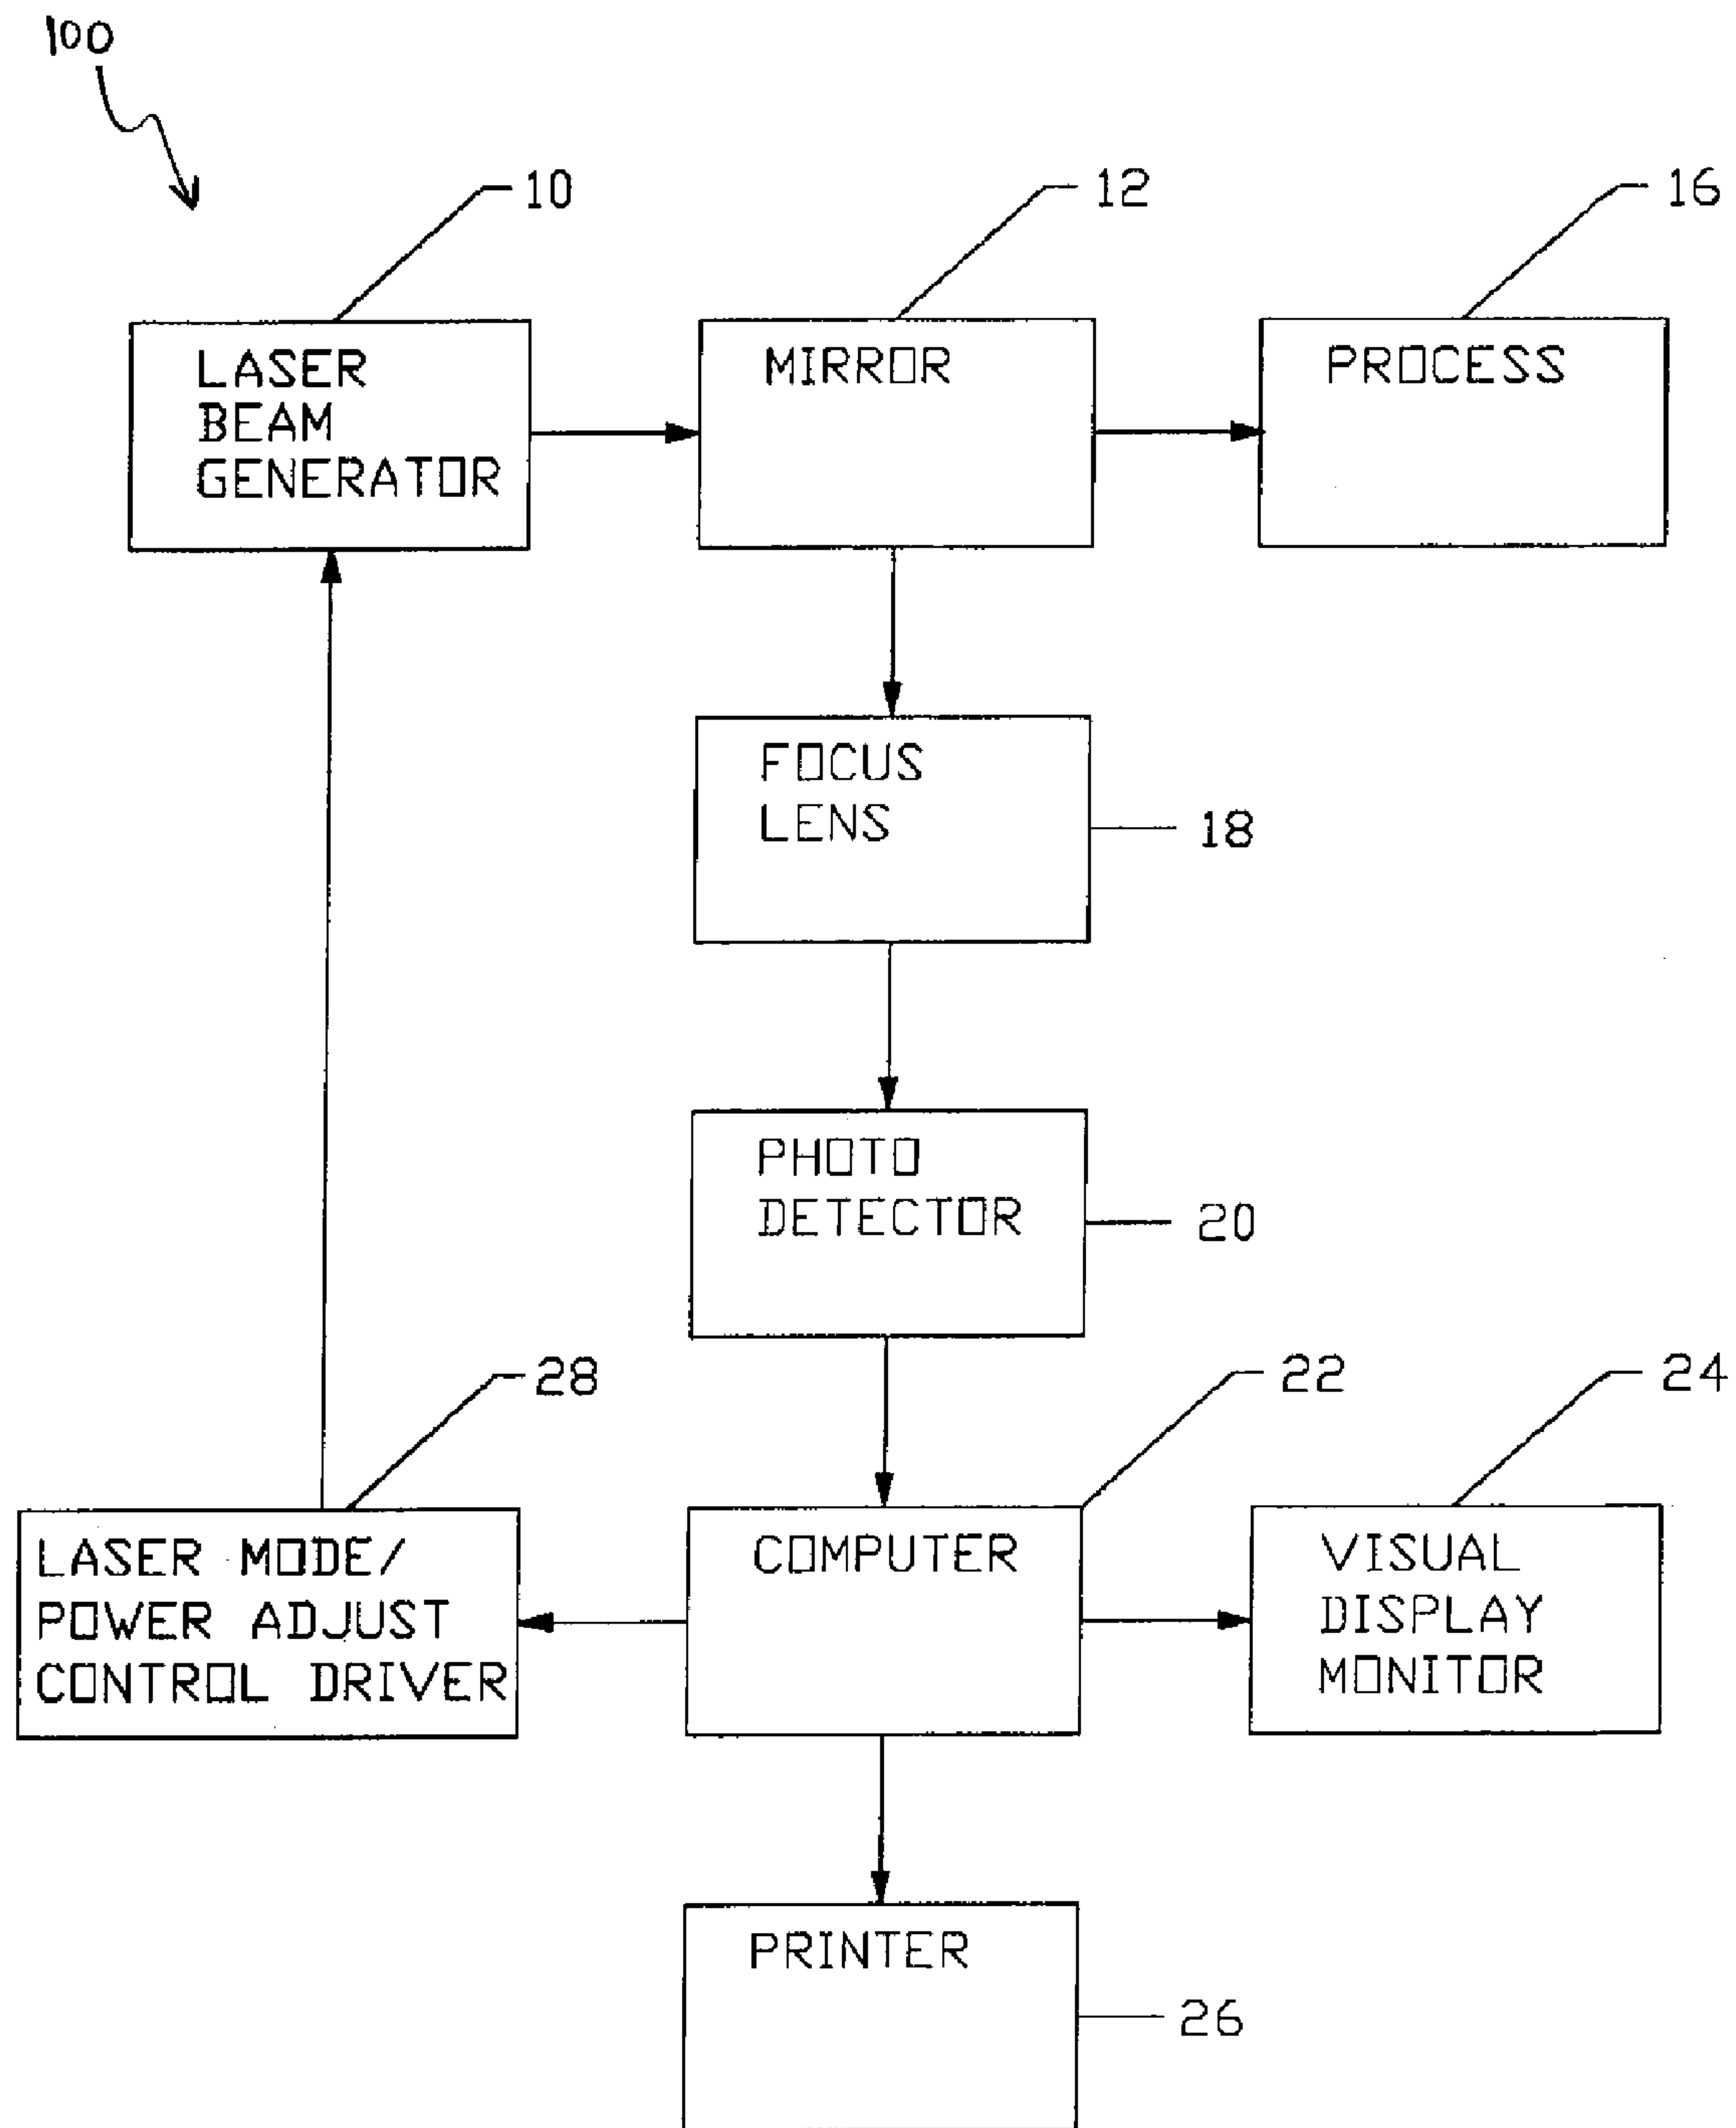 100
10
12
16
LASER
BEAM
GENERATOR
MIRROR
PROCESS
FOCUS
LENS
18
PHOTO
DETECTOR
20
28
22
24
LASER MODE/
POWER ADJUST
CONTROL DRIVER
COMPUTER
VISUAL
DISPLAY
MONITOR
PRINTER
26